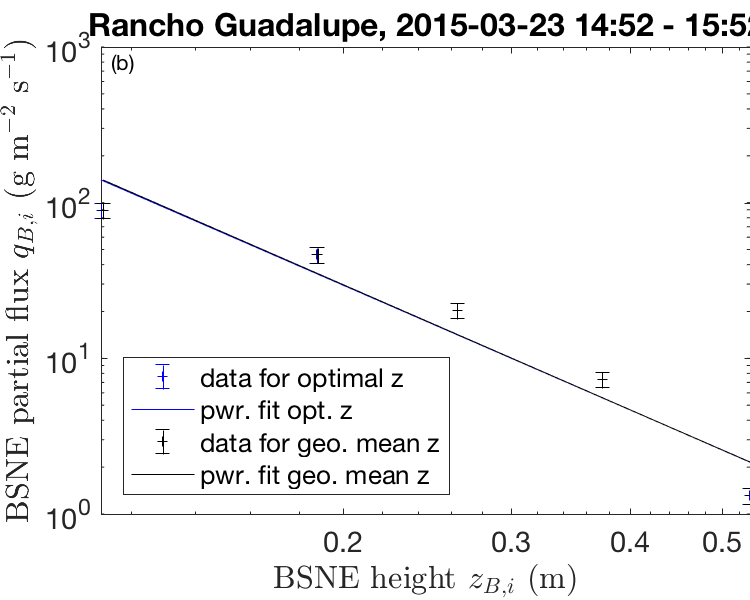 Rancho Guadalupe, 2015-03-23 14:52 - 15:52
(b)
BSNE partial flux q_{B,i} (g m^{-2} s^{-1})
10^3
10^2
10^1
10^0
data for optimal z
pwr. fit opt. z
data for geo. mean z
pwr. fit geo. mean z
0.2 0.3 0.4 0.5
BSNE height z_{B,i} (m)